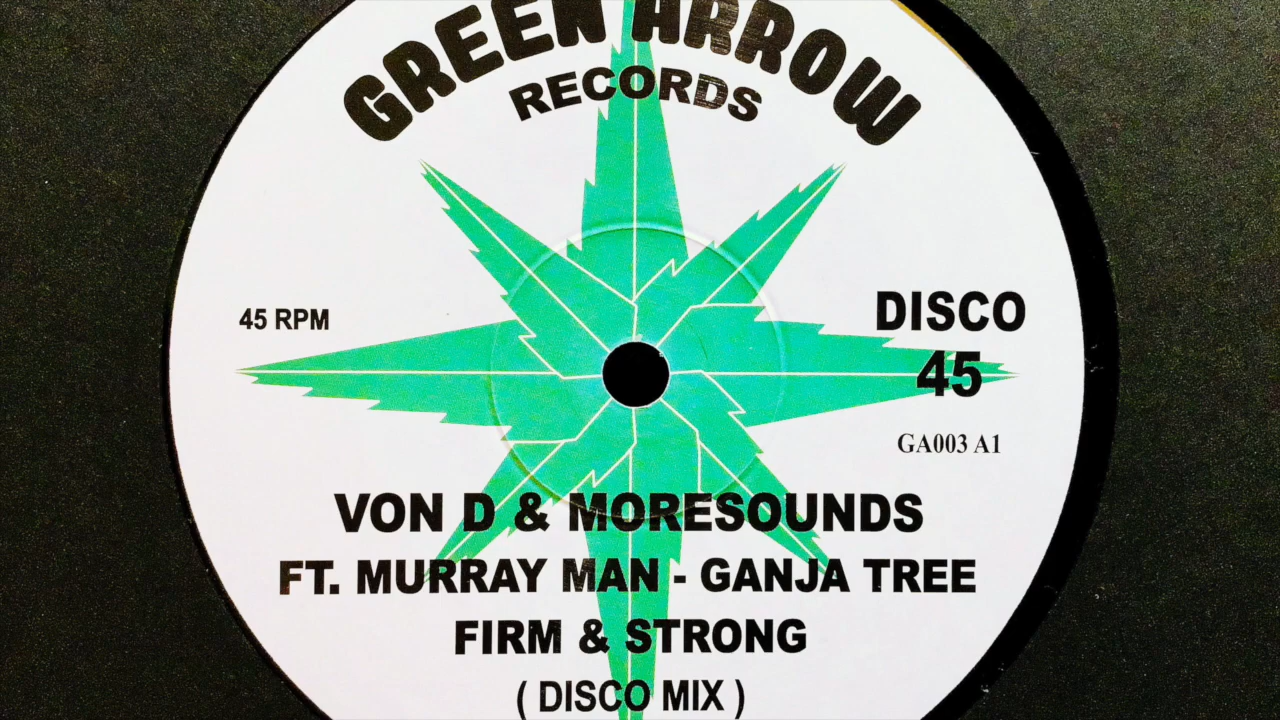 GREEN ARROW
RECORDS
45 RPM
DISCO
45
GA003 A1
VON D & MORESOUNDS
FT. MURRAY MAN - GANJA TREE
FIRM & STRONG
( DISCO MIX )